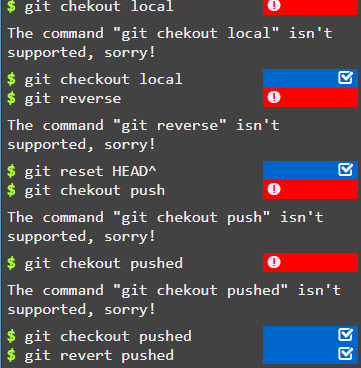 $ git chekout local
The command "git chekout local" isn't
supported, sorry!
$ git checkout local
$ git reverse
The command "git reverse" isn't
supported, sorry!
$ git reset HEAD^
$ git chekout push
The command "git chekout push" isn't
supported, sorry!
$ git chekout pushed
The command "git chekout pushed" isn't
supported, sorry!
$ git checkout pushed
$ git revert pushed